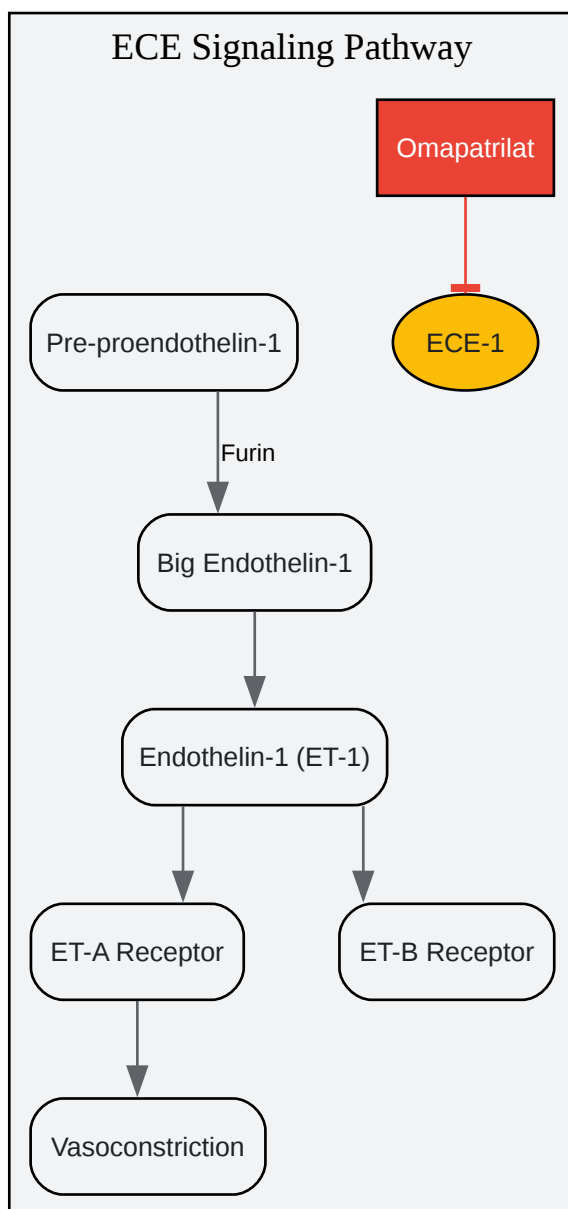 ECE Signaling Pathway
Omapatrilat
Pre-proendothelin-1
ECE-1
Furin
Big Endothelin-1
Endothelin-1 (ET-1)
ET-A Receptor
ET-B Receptor
Vasoconstriction